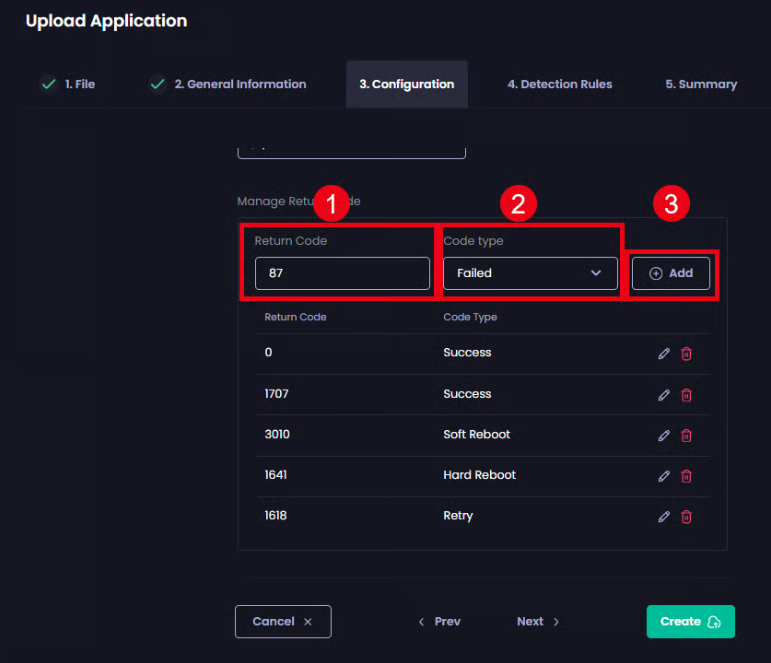 Upload Application
1. File
2. General Information
3. Configuration
4. Detection Rules
5. Summary
Manage Retu 1 de
2
3
Return Code
Code type
87
Failed
Add
Return Code Code Type
0 Success
1707 Success
3010 Soft Reboot
1641 Hard Reboot
1618 Retry
Cancel
Prev
Next
Create